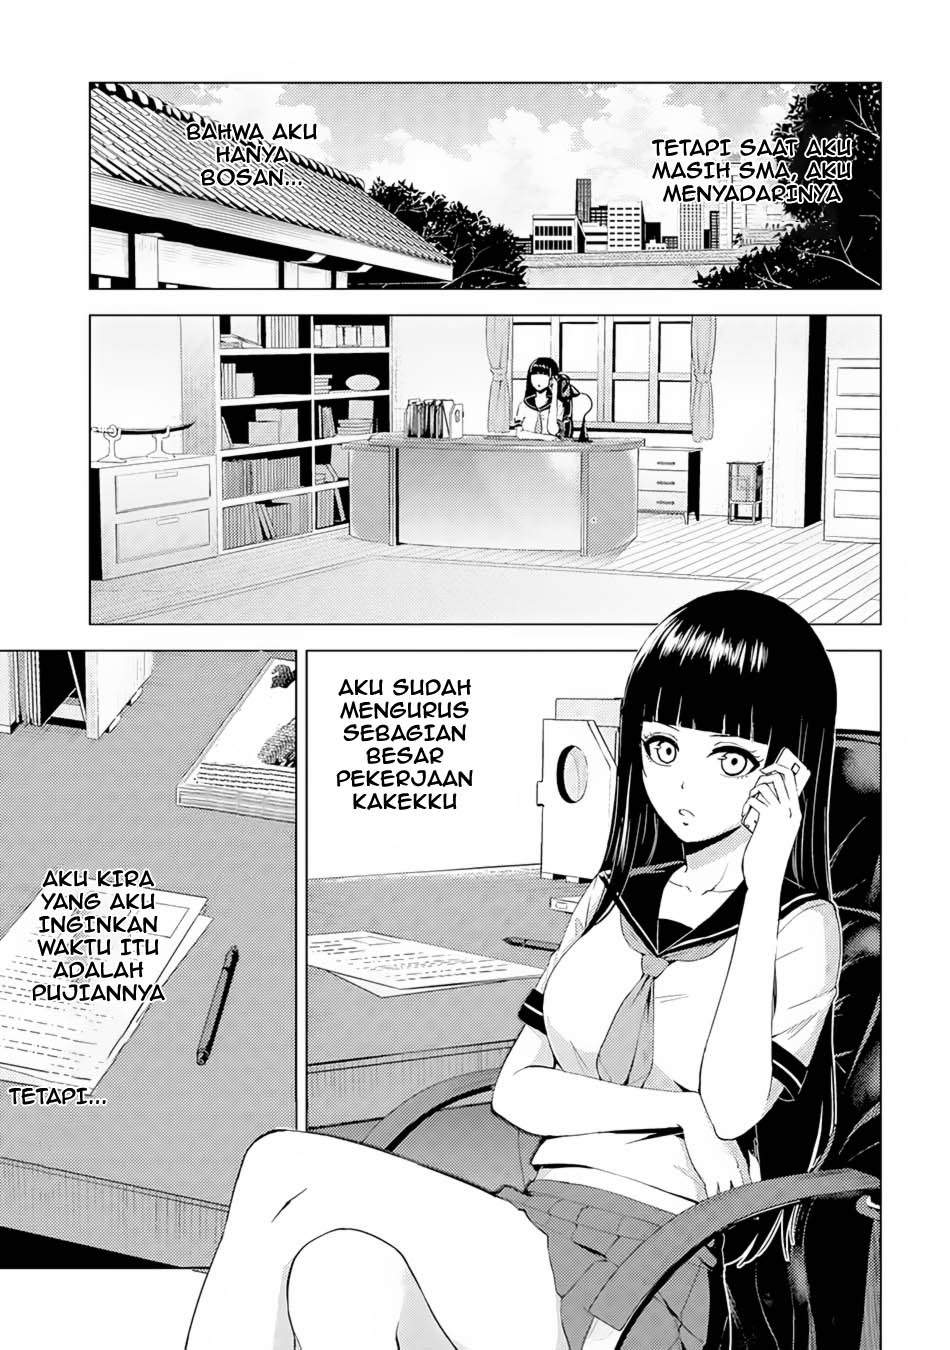 TETAPI SAAT AKU
MASIH SMA, AKU
MENYADARINYA
BAHWA AKU
HANYA
BOSAN...
AKU SUDAH
MENGURUS
SEBAGIAN
BESAR
PEKERJAAN
KAKEKKU
AKU KIRA
YANG AKU
INGINKAN
WAKTU ITU
ADALAH
PUJIANNYA
TETAPI...